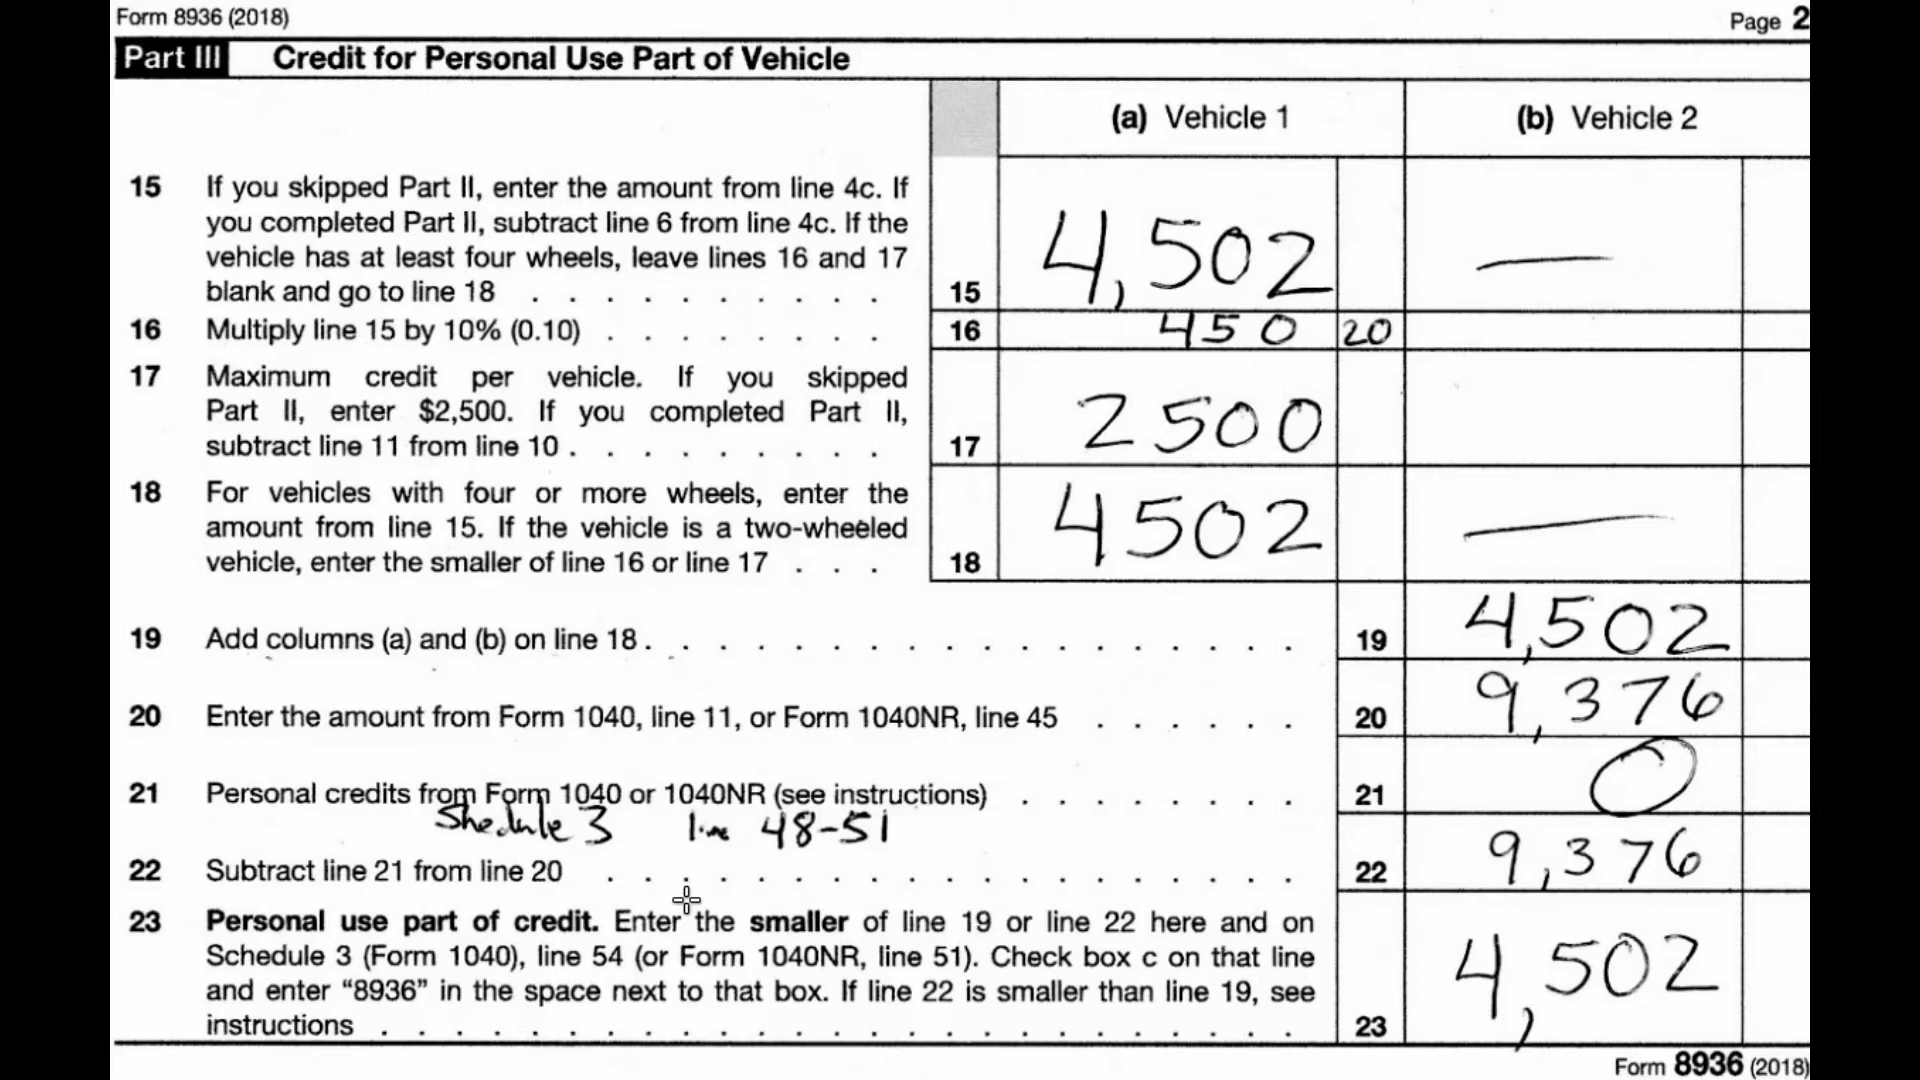 Form 8936 (2018) Page 2
Part III Credit for Personal Use Part of Vehicle
(a) Vehicle 1 (b) Vehicle 2
15 If you skipped Part II, enter the amount from line 4c. If
you completed Part II, subtract line 6 from line 4c. If the
vehicle has at least four wheels, leave lines 16 and 17
blank and go to line 18 . . . . . . . . . . 15 4,502 —
16 Multiply line 15 by 10% (0.10) . . . . . . . . 16 450 20
17 Maximum credit per vehicle. If you skipped
Part II, enter $2,500. If you completed Part II,
subtract line 11 from line 10 . . . . . . . . . 17 2500
18 For vehicles with four or more wheels, enter the
amount from line 15. If the vehicle is a two-wheeled
vehicle, enter the smaller of line 16 or line 17 . . . 18 4502 —
19 Add columns (a) and (b) on line 18 . . . . . . . . . . . . . . . . . . 19 4,502
20 Enter the amount from Form 1040, line 11, or Form 1040NR, line 45 . . . . . . 20 9,376
21 Personal credits from Form 1040 or 1040NR (see instructions) . . . . . . . . 21 0
Shedule 3 line 48-51
22 Subtract line 21 from line 20 . . . . . . . . . . . . . . . . . . . 22 9,376
23 Personal use part of credit. Enter the smaller of line 19 or line 22 here and on
Schedule 3 (Form 1040), line 54 (or Form 1040NR, line 51). Check box c on that line
and enter “8936” in the space next to that box. If line 22 is smaller than line 19, see
instructions . . . . . . . . . . . . . . . . . . . . . . . . . 23 4,502
Form 8936 (2018)